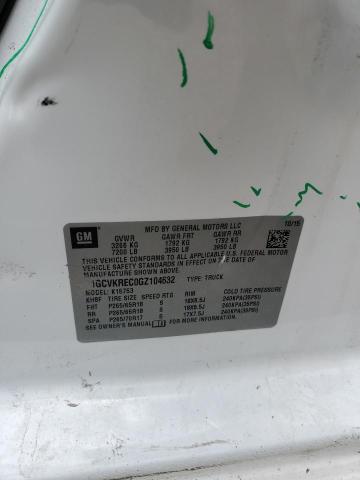 GM
MFD BY GENERAL MOTORS LLC 10/15
GVWR GAWR FRT GAWR RR
3266 KG 1792 KG 1792 KG
7200 LB 3950 LB 3950 LB
THIS VEHICLE CONFORMS TO ALL APPLICABLE U.S. FEDERAL MOTOR
VEHICLE SAFETY STANDARDS IN EFFECT ON THE DATE OF
MANUFACTURE SHOWN ABOVE.
1GCVKREC0GZ104632 TYPE: TRUCK
MODEL: K15753
TIRE SIZE SPEED RTG RIM COLD TIRE PRESSURE
FRT P265/65R18 S 18X8.5J 240KPA(35PSI)
RR P265/65R18 S 18X8.5J 240KPA(35PSI)
SPA P265/70R17 S 17X7.5J 240KPA(35PSI)
SEE OWNER'S MANUAL